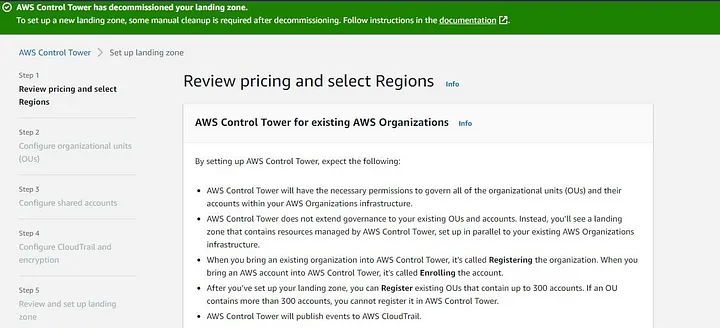 AWS Control Tower has decommissioned your landing zone.
To set up a new landing zone, some manual cleanup is required after decommissioning. Follow instructions in the documentation.
AWS Control Tower > Set up landing zone
Step 1
Review pricing and select
Regions
Step 2
Configure organizational units
(OUs)
Step 3
Configure shared accounts
Step 4
Configure CloudTrail and
encryption
Step 5
Review and set up landing
zone
Review pricing and select Regions Info
AWS Control Tower for existing AWS Organizations Info
By setting up AWS Control Tower, expect the following:
• AWS Control Tower will have the necessary permissions to govern all of the organizational units (OUs) and their
accounts within your AWS Organizations infrastructure.
• AWS Control Tower does not extend governance to your existing OUs and accounts. Instead, you'll see a landing
zone that contains resources managed by AWS Control Tower, set up in parallel to your existing AWS Organizations
infrastructure.
• When you bring an existing organization into AWS Control Tower, it's called Registering the organization. When you
bring an AWS account into AWS Control Tower, it's called Enrolling the account.
• After you've set up your landing zone, you can Register existing OUs that contain up to 300 accounts. If an OU
contains more than 300 accounts, you cannot register it in AWS Control Tower.
• AWS Control Tower will publish events to AWS CloudTrail.